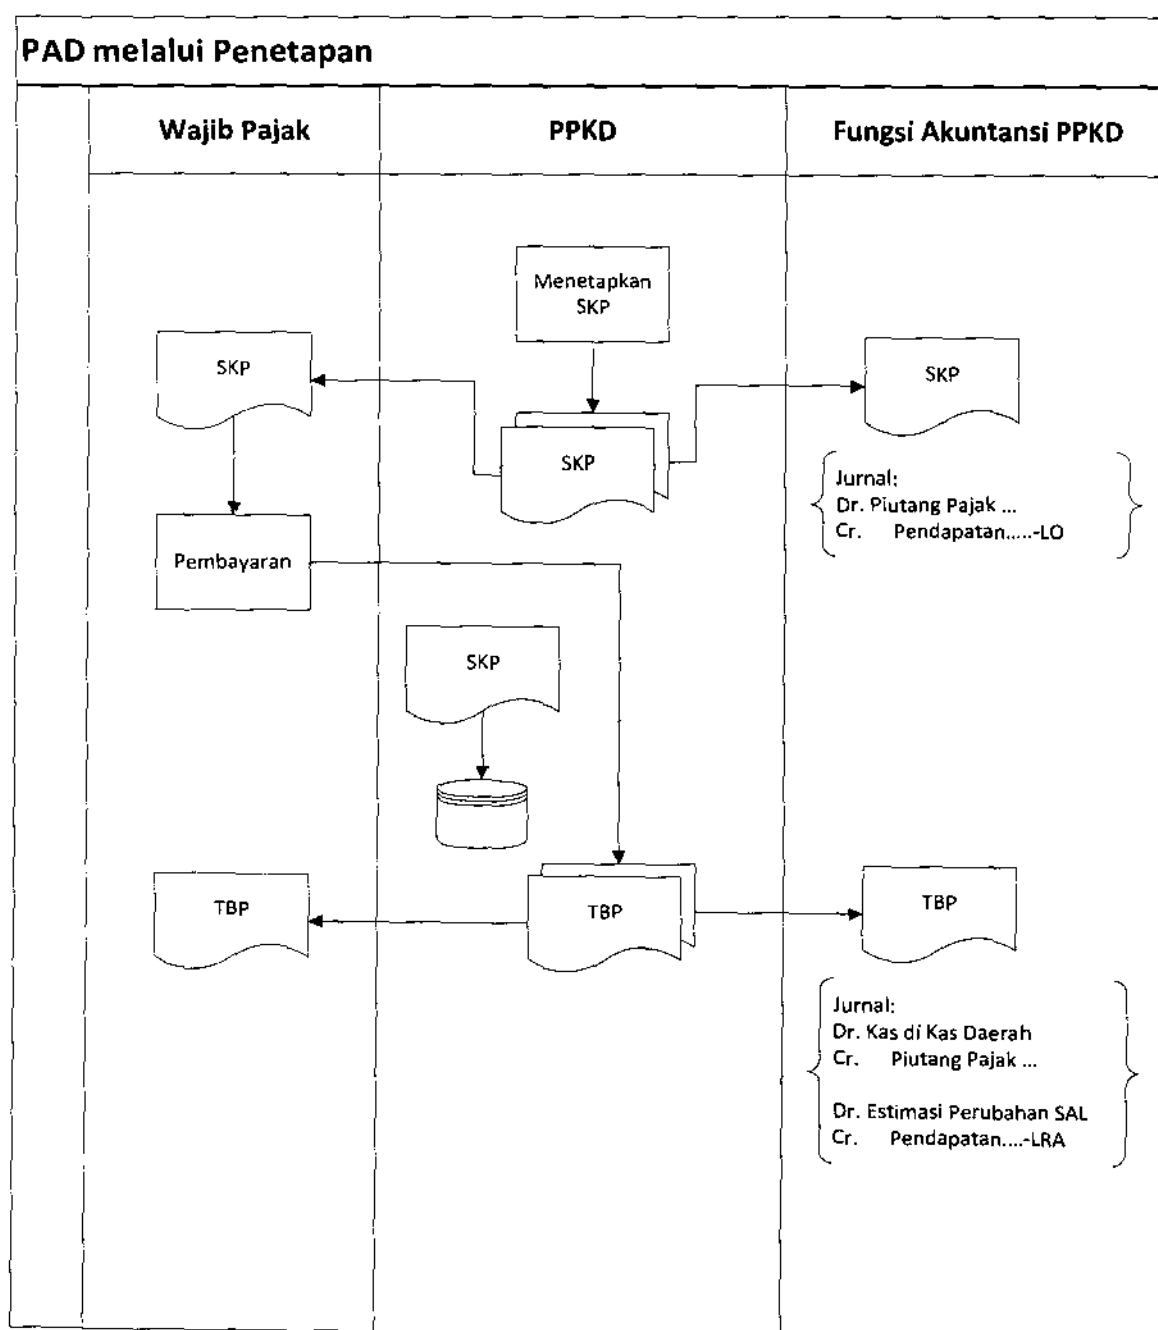 PAD melalui Penetapan
Wajib Pajak
PPKD
Fungsi Akuntansi PPKD
Menetapkan
SKP
SKP
SKP
SKP
Jurnal:
Dr. Piutang Pajak ...
Cr. Pendapatan.....-LO
Pembayaran
SKP
TBP
TBP
TBP
Jurnal:
Dr. Kas di Kas Daerah
Cr. Piutang Pajak ...
Dr. Estimasi Perubahan SAL
Cr. Pendapatan....-LRA